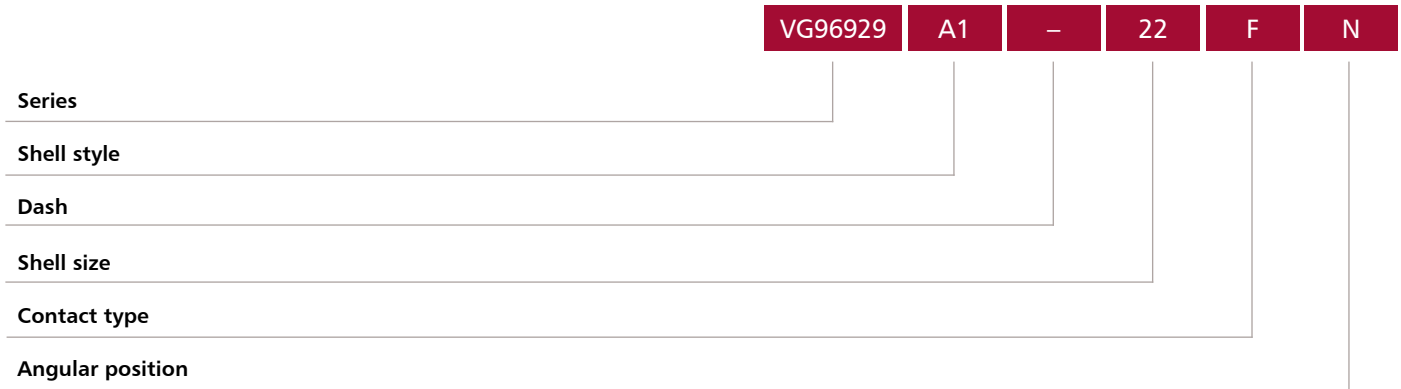 VG96929 A1 – 22 F N
Series
Shell style
Dash
Shell size
Contact type
Angular position